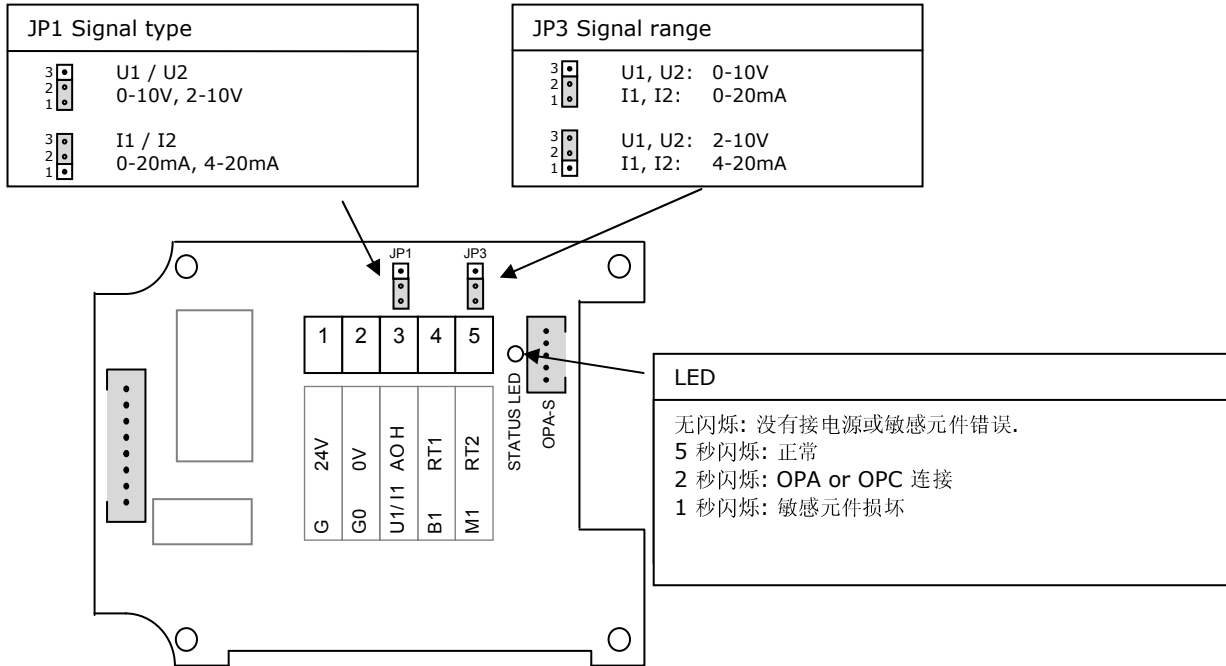 JP1 Signal type
3
2
1
U1 / U2
0-10V, 2-10V
3
2
1
I1 / I2
0-20mA, 4-20mA
JP3 Signal range
3
2
1
U1, U2: 0-10V
I1, I2: 0-20mA
3
2
1
U1, U2: 2-10V
I1, I2: 4-20mA
JP1
JP3
1 2 3 4 5
G 24V
G0 0V
U1/ I1 AO H
B1 RT1
M1 RT2
STATUS LED
OPA-S
LED
无闪烁: 没有接电源或敏感元件错误.
5 秒闪烁: 正常
2 秒闪烁: OPA or OPC 连接
1 秒闪烁: 敏感元件损坏